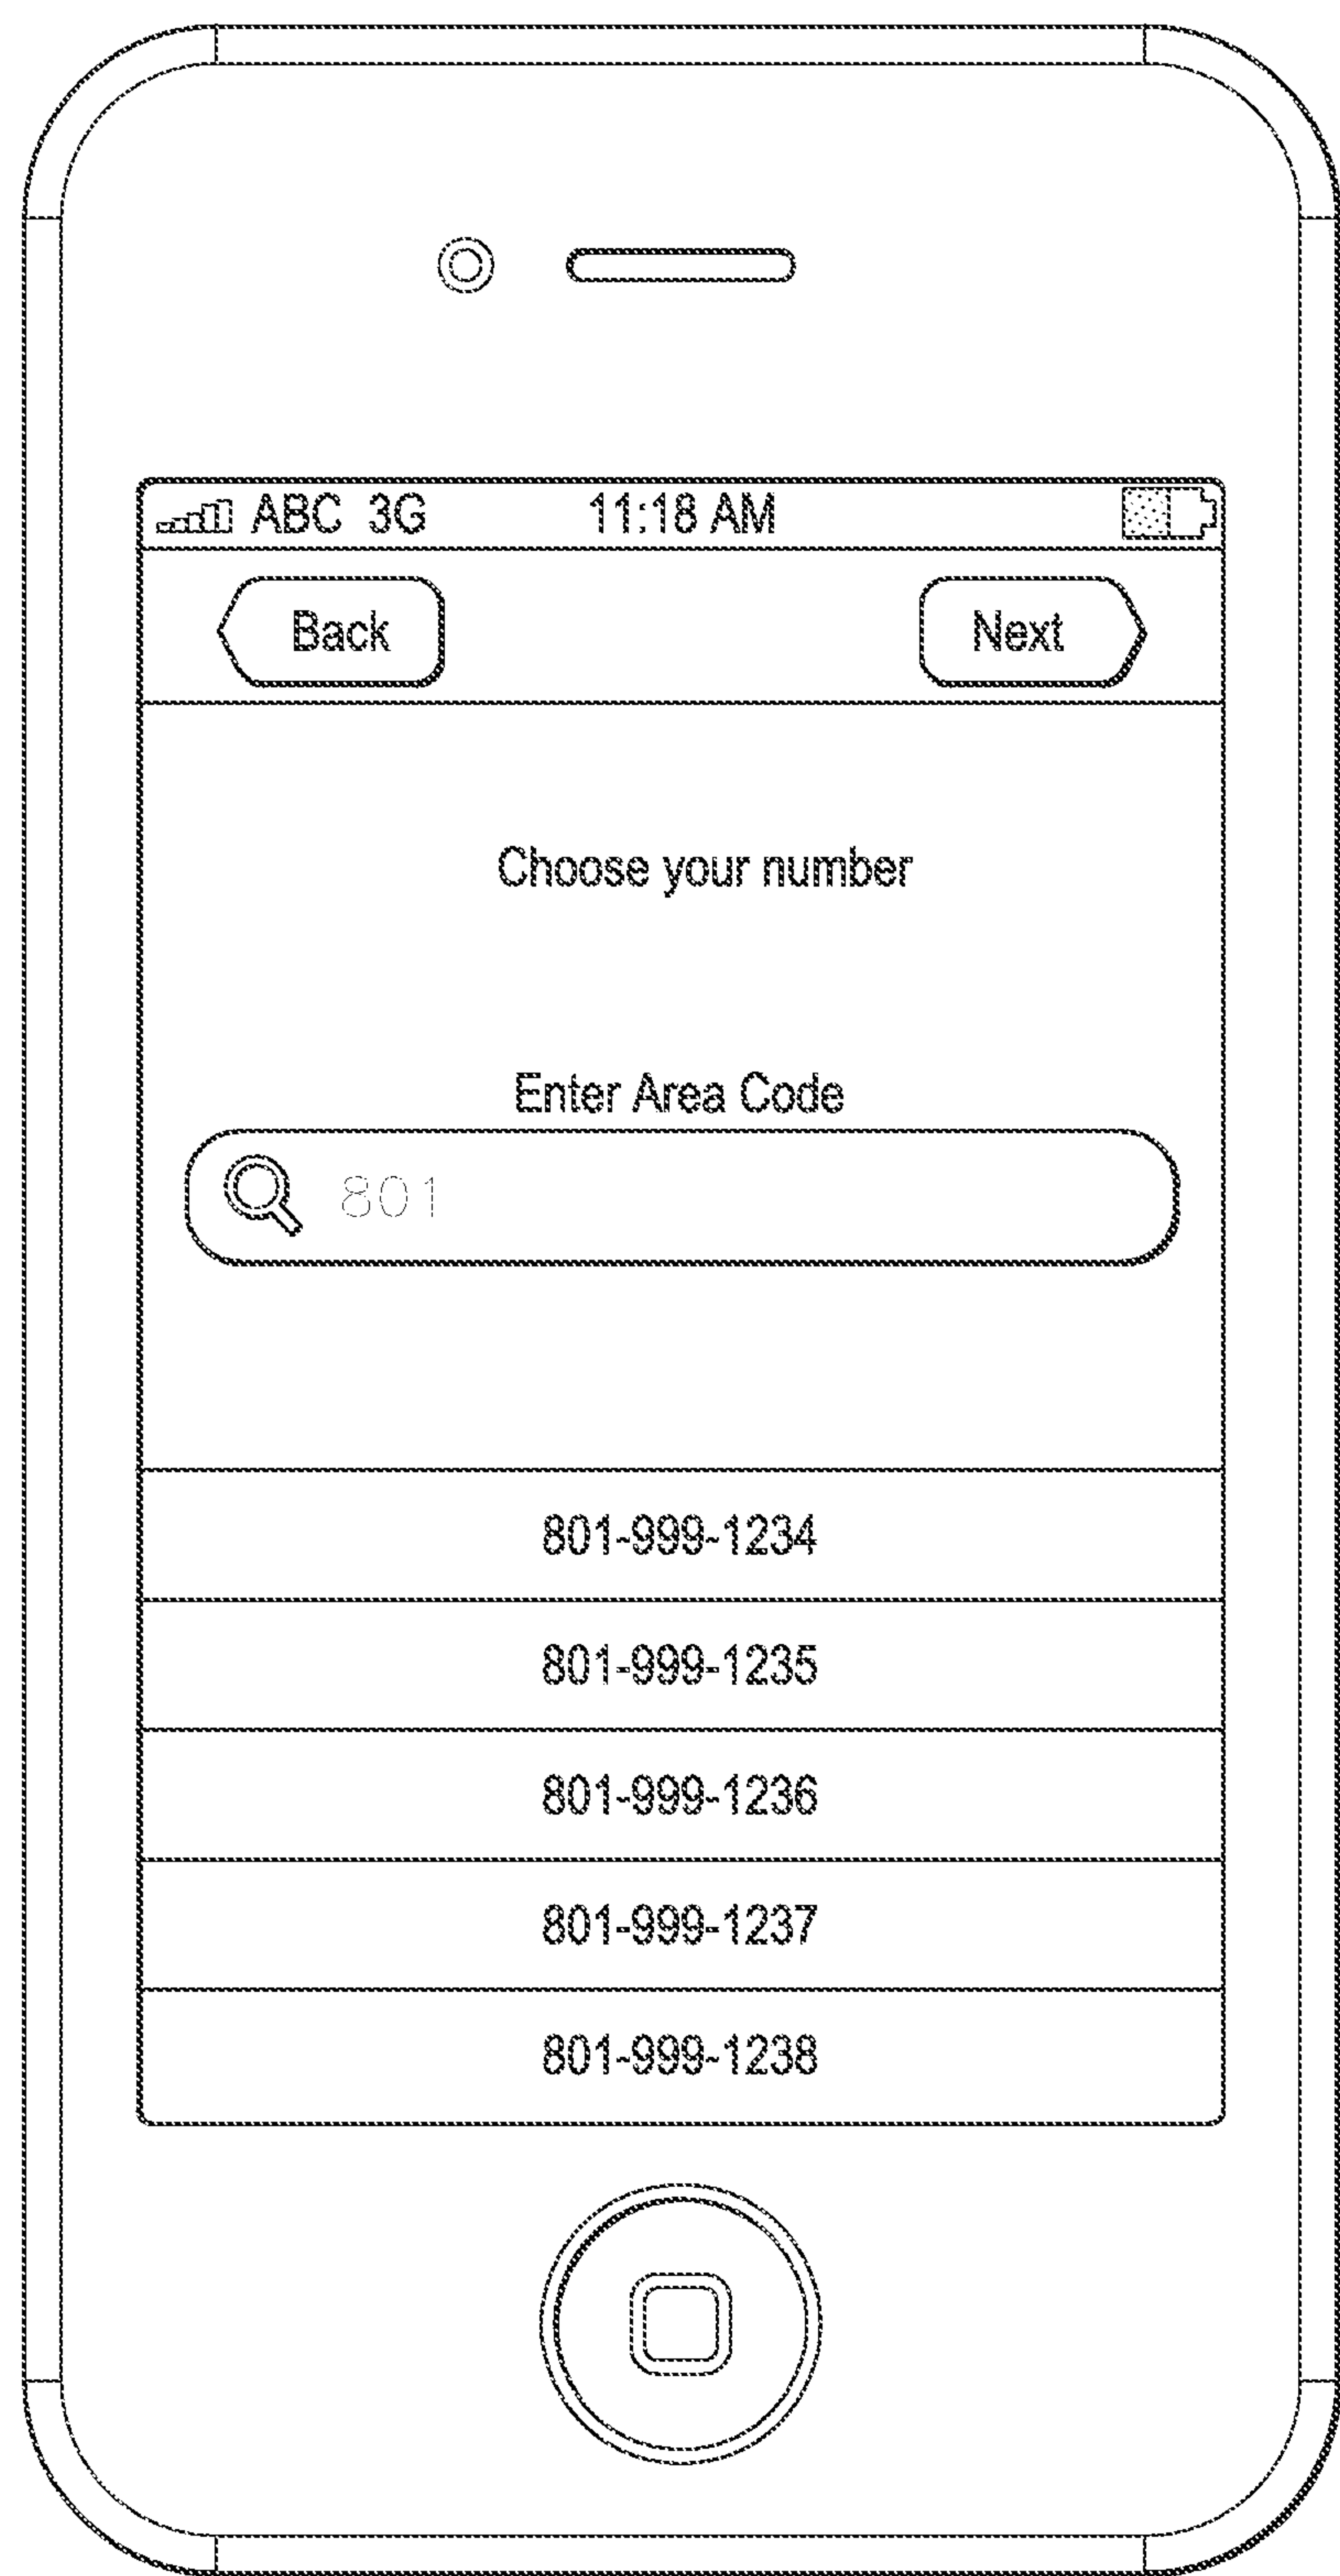 ABC 3G 11:18 AM
Back Next
Choose your number
Enter Area Code
801
801-999-1234
801-999-1235
801-999-1236
801-999-1237
801-999-1238